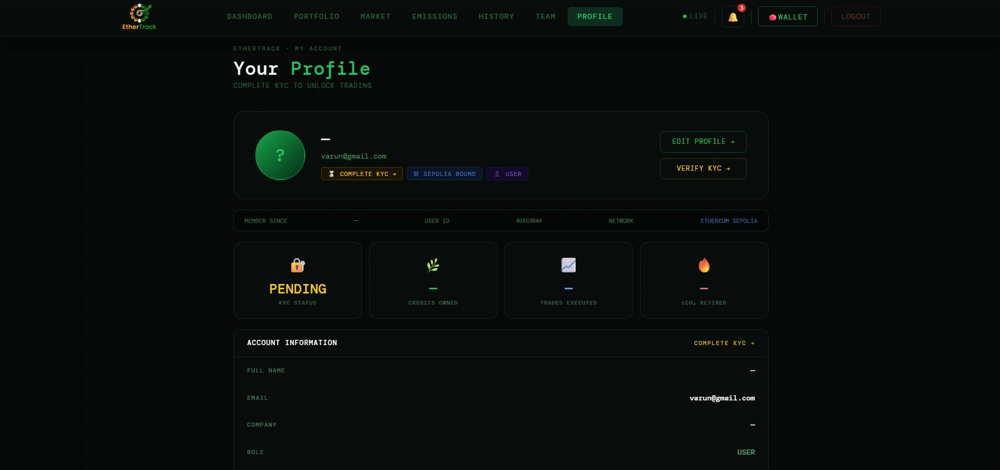 EtherTrack
DASHBOARD PORTFOLIO MARKET EMISSIONS HISTORY TEAM PROFILE LIVE 3 WALLET LOGOUT
ETHERTRACK · MY ACCOUNT
Your Profile
COMPLETE KYC TO UNLOCK TRADING
?
—
varun@gmail.com
COMPLETE KYC → SEPOLIA BOUND USER
EDIT PROFILE →
VERIFY KYC →
MEMBER SINCE — USER ID 91EC3D4A NETWORK ETHEREUM SEPOLIA
PENDING
KYC STATUS
—
CREDITS OWNED
—
TRADES EXECUTED
—
tCO₂ RETIRED
ACCOUNT INFORMATION COMPLETE KYC →
FULL NAME —
EMAIL varun@gmail.com
COMPANY —
ROLE USER